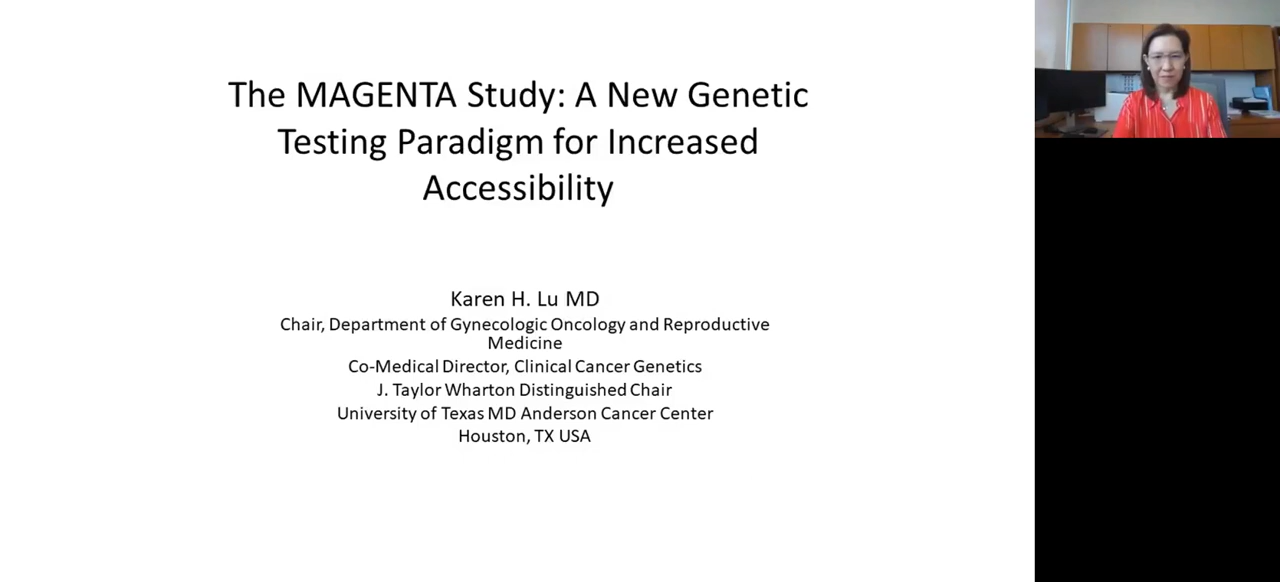 The MAGENTA Study: A New Genetic
Testing Paradigm for Increased
Accessibility
Karen H. Lu MD
Chair, Department of Gynecologic Oncology and Reproductive
Medicine
Co-Medical Director, Clinical Cancer Genetics
J. Taylor Wharton Distinguished Chair
University of Texas MD Anderson Cancer Center
Houston, TX USA